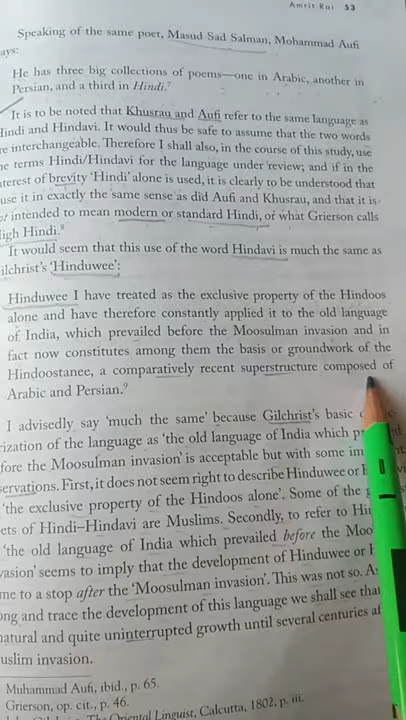 Amrit Rai 53
Speaking of the same poet, Masud Sad Salman, Mohammad Aufi
ays:
He has three big collections of poems—one in Arabic, another in
Persian, and a third in Hindi.⁷
It is to be noted that Khusrau and Aufi refer to the same language as
Hindi and Hindavi. It would thus be safe to assume that the two words
re interchangeable. Therefore I shall also, in the course of this study, use
he terms Hindi/Hindavi for the language under review; and if in the
terest of brevity 'Hindi' alone is used, it is clearly to be understood that
use it in exactly the same sense as did Aufi and Khusrau, and that it is
ot intended to mean modern or standard Hindi, or what Grierson calls
igh Hindi.⁸
It would seem that this use of the word Hindavi is much the same as
ilchrist's 'Hinduwee':
Hinduwee I have treated as the exclusive property of the Hindoos
alone and have therefore constantly applied it to the old language
of India, which prevailed before the Moosulman invasion and in
fact now constitutes among them the basis or groundwork of the
Hindoostanee, a comparatively recent superstructure composed of
Arabic and Persian.⁹
I advisedly say 'much the same' because Gilchrist's basic
rization of the language as 'the old language of India which
fore the Moosulman invasion' is acceptable but with some
servations. First, it does not seem right to describe Hinduwee or
'the exclusive property of the Hindoos alone'. Some of the
ets of Hindi–Hindavi are Muslims. Secondly, to refer to
'the old language of India which prevailed before the
vasion' seems to imply that the development of Hinduwee or
me to a stop after the 'Moosulman invasion'. This was not so.
ong and trace the development of this language we shall see
natural and quite uninterrupted growth until several centuries
uslim invasion.
Muhammad Aufi, ibid., p. 65.
Grierson, op. cit., p. 46.
The Oriental Linguist, Calcutta, 1802, p. iii.